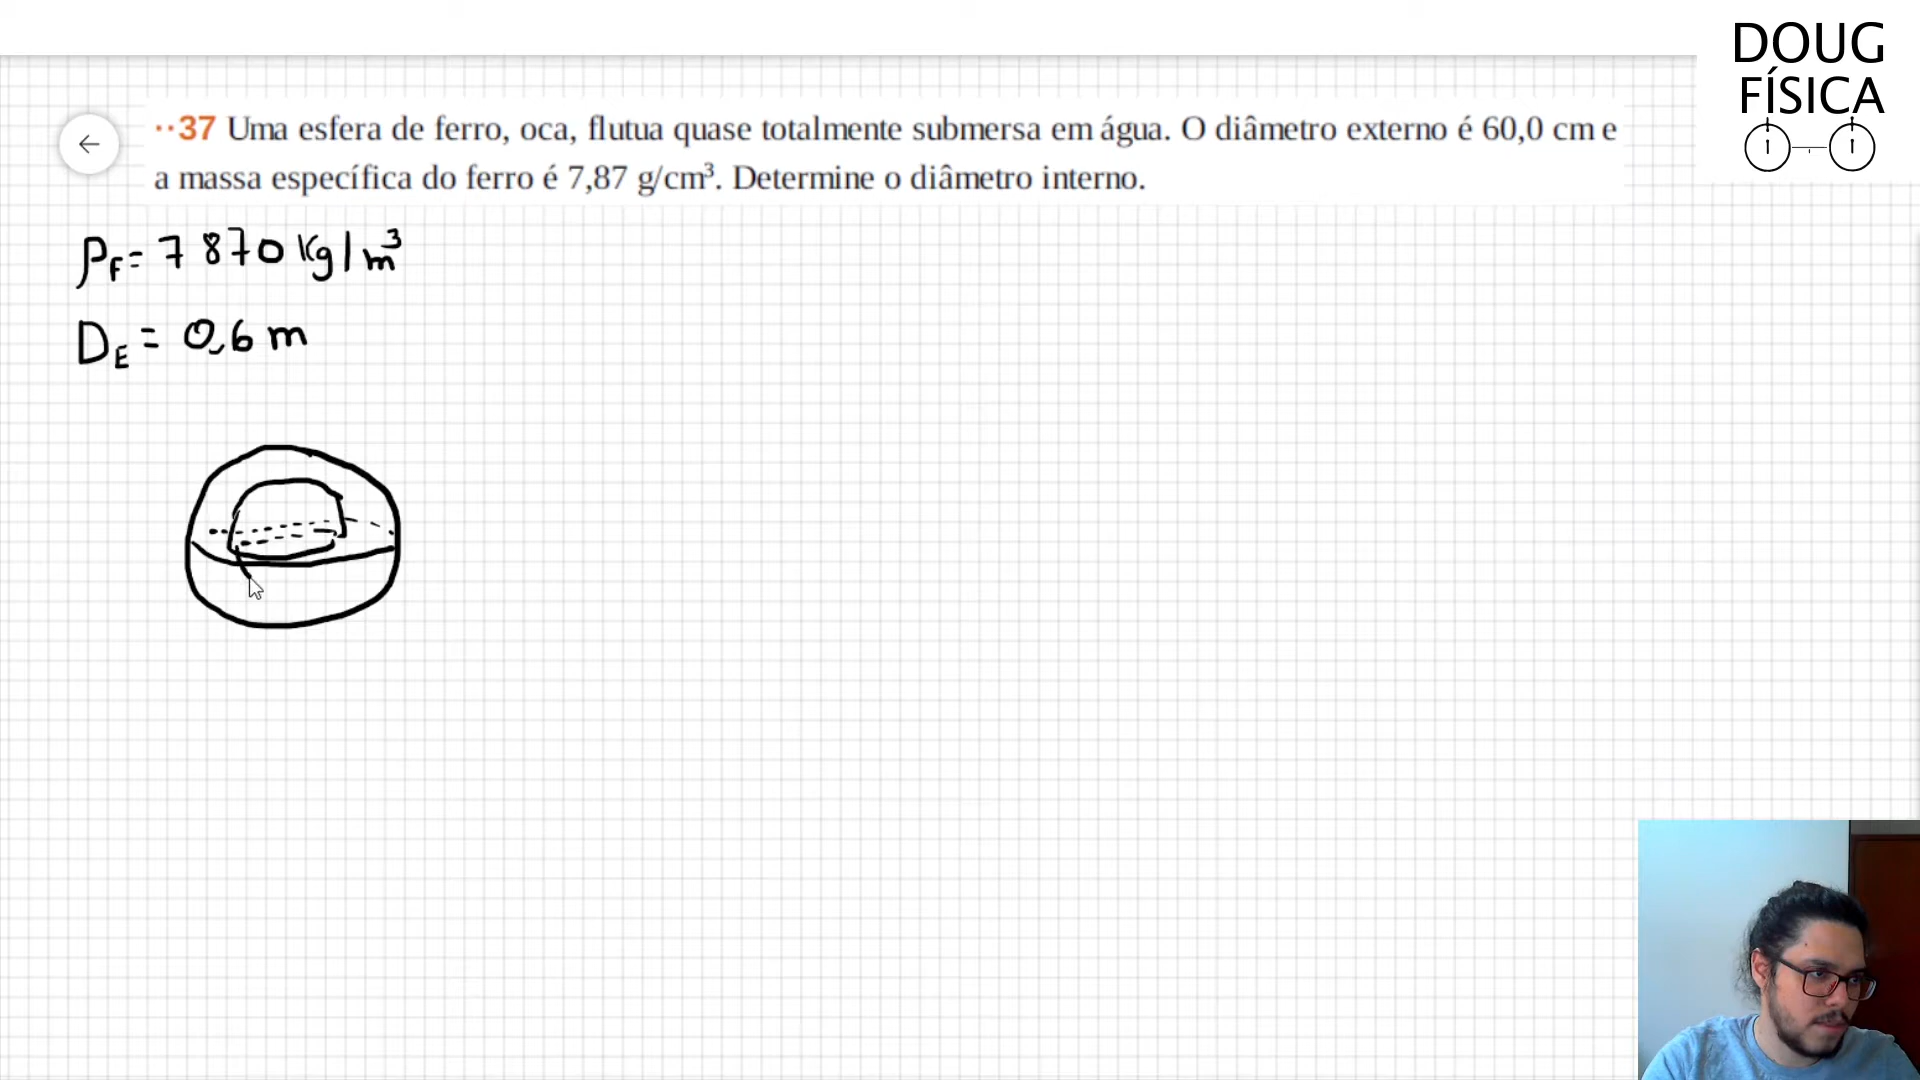 DOUG
FÍSICA
··37 Uma esfera de ferro, oca, flutua quase totalmente submersa em água. O diâmetro externo é 60,0 cm e
a massa específica do ferro é 7,87 g/cm³. Determine o diâmetro interno.
ρF = 7 870 Kg/m³
DE = 0,6 m